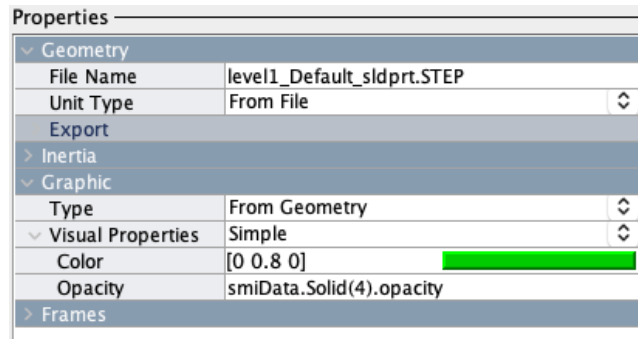 Properties
Geometry
File Name level1_Default_sldprt.STEP
Unit Type From File
Export
Inertia
Graphic
Type From Geometry
Visual Properties Simple
Color [0 0.8 0]
Opacity smiData.Solid(4).opacity
Frames